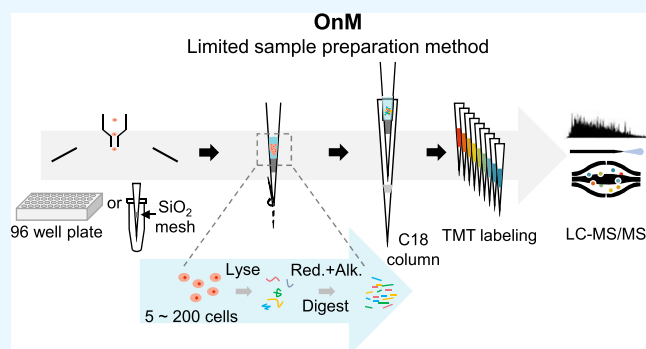 OnM
Limited sample preparation method
or
96 well plate
SiO₂
mesh
C18
column
TMT labeling
LC-MS/MS
Lyse
Red.+Alk.
Digest
5 ~ 200 cells